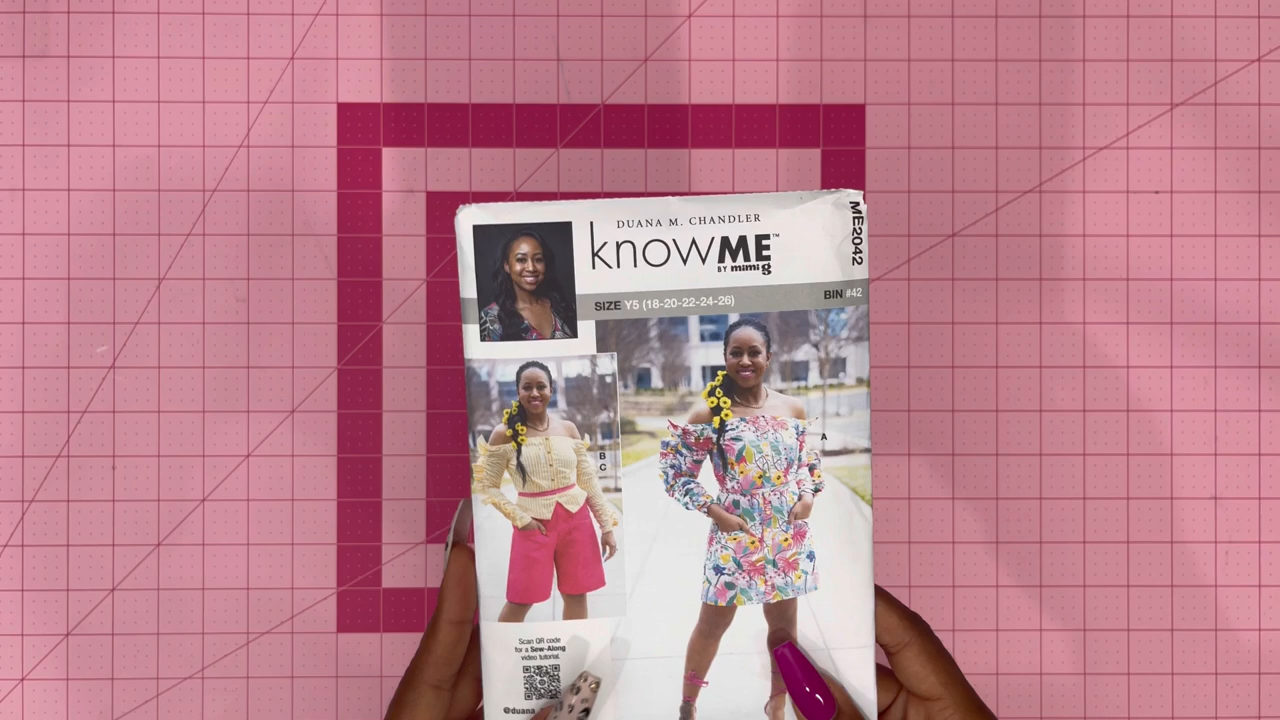 DUANA M. CHANDLER
knowME™
BY mimi g
ME2042
SIZE Y5 (18-20-22-24-26)
BIN #42
A
B
C
Scan QR code
for a Sew-Along
video tutorial.
@duana